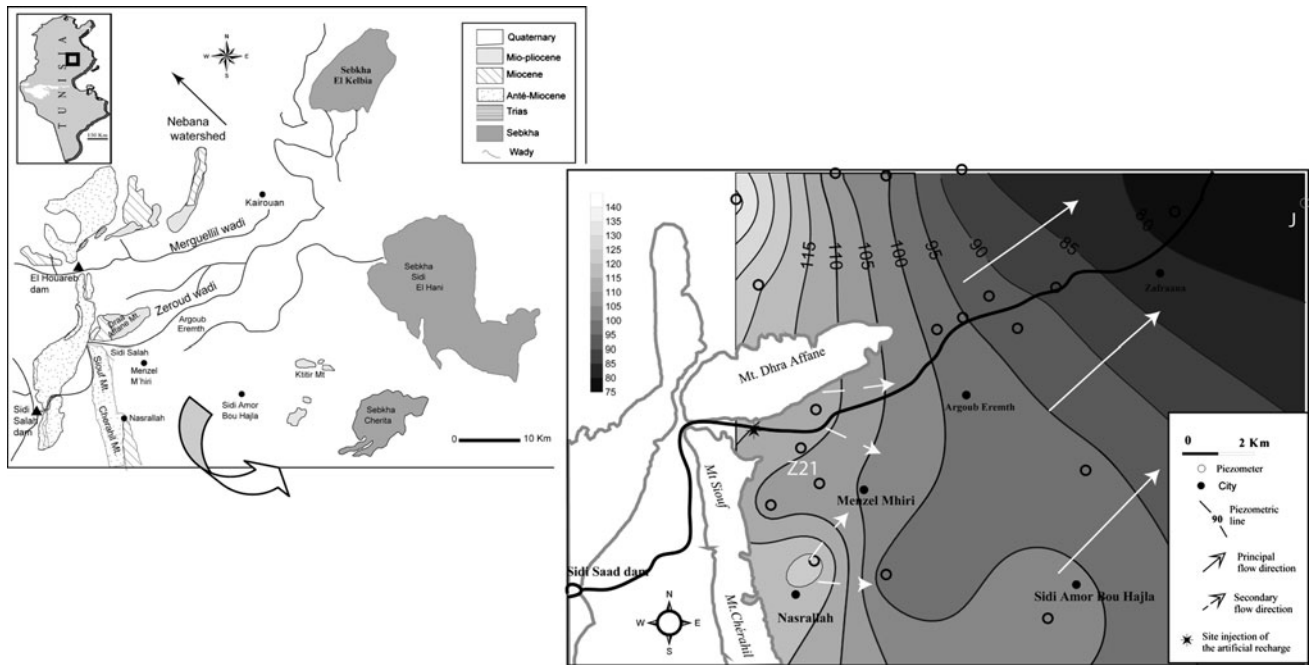 TUNISIA
150 Km
N
W E
S
Nebana
watershed
Sebkha
El Kelbia
Quaternary
Mio-pliocene
Miocene
Anté-Miocene
Trias
Sebkha
Wady
Kairouan
Merguellil wadi
El Houareb
dam
Zeroud wadi
Sebkha
Sidi
El Hani
Draa
Affane Mt.
Argoub
Eremth
Sidi Salah
Menzel
M'hiri
Siouf Mt.
Cherahil Mt.
Ktitir Mt
Sidi Amor
Bou Hajla
Sidi
Salah
dam
Nasrallah
Sebkha
Cherita
0 10 Km
140
135
130
125
120
115
110
105
100
95
90
85
80
75
115
110
105
100
95
90
85
80
J
Zafrana
Mt. Dhra Affane
Argoub Eremth
Z21
Mt Siouf
Menzel Mhiri
Sidi Saad dam
Nasrallah
Mt.Chérahil
Sidi Amor Bou Hajla
N
W E
S
0 2 Km
Piezometer
City
90
Piezometric
line
Principal
flow direction
Secondary
flow direction
Site injection of
the artificial recharge